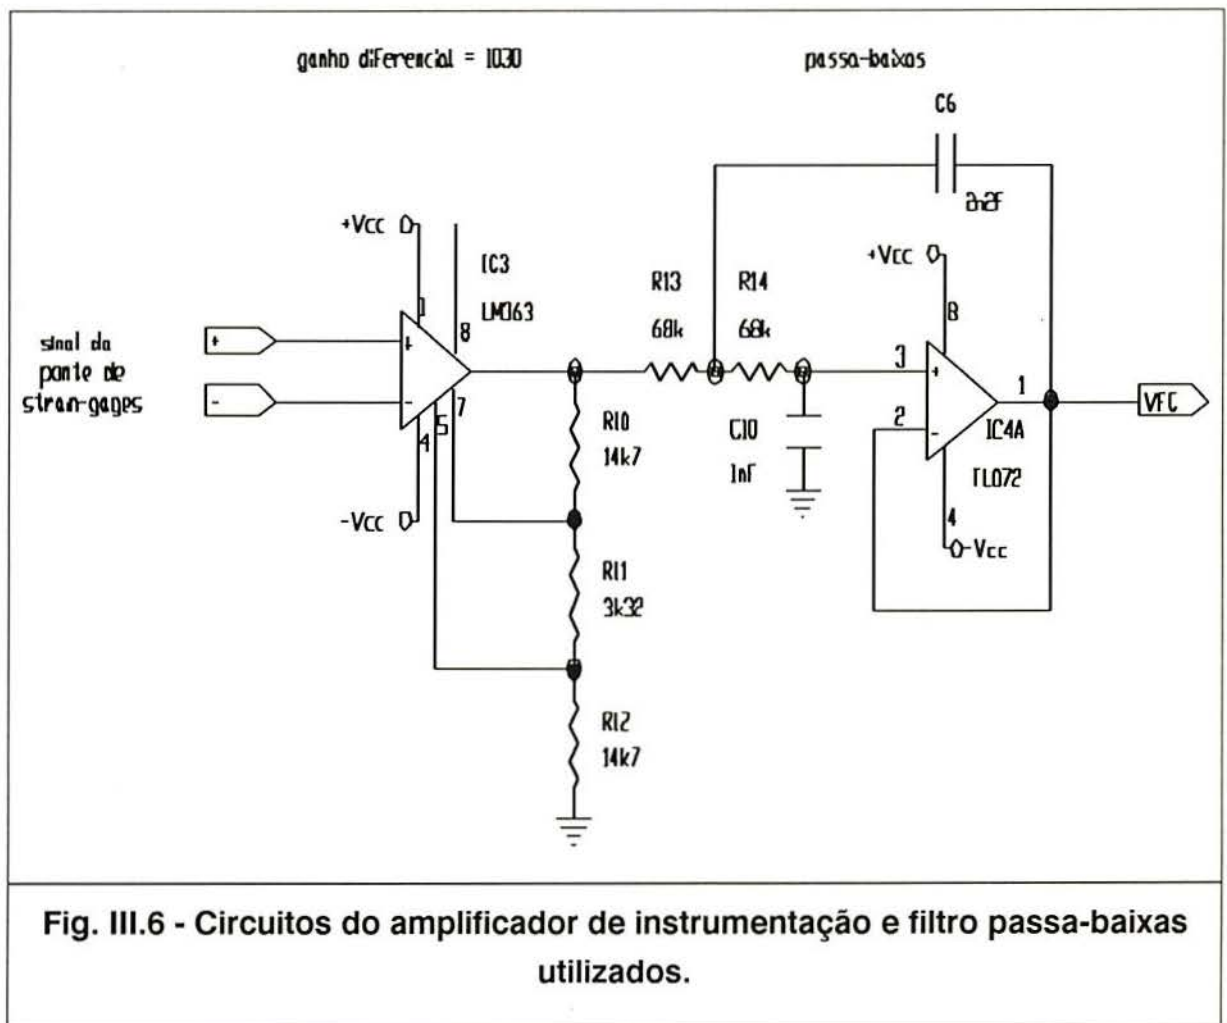 ganho diferencial = 1030
passa-baixas
C6
2n2F
+Vcc
IC3
LM363
1
8
+Vcc
R13
68k
R14
68k
8
sinal da
ponte de
strain-gages
+
-
+
-
7
5
4
3
+
2
-
1
VFC
IC4A
TL072
R10
14k7
C10
1nF
-Vcc
4
-Vcc
R11
3k32
R12
14k7
Fig. III.6 - Circuitos do amplificador de instrumentação e filtro passa-baixas
utilizados.